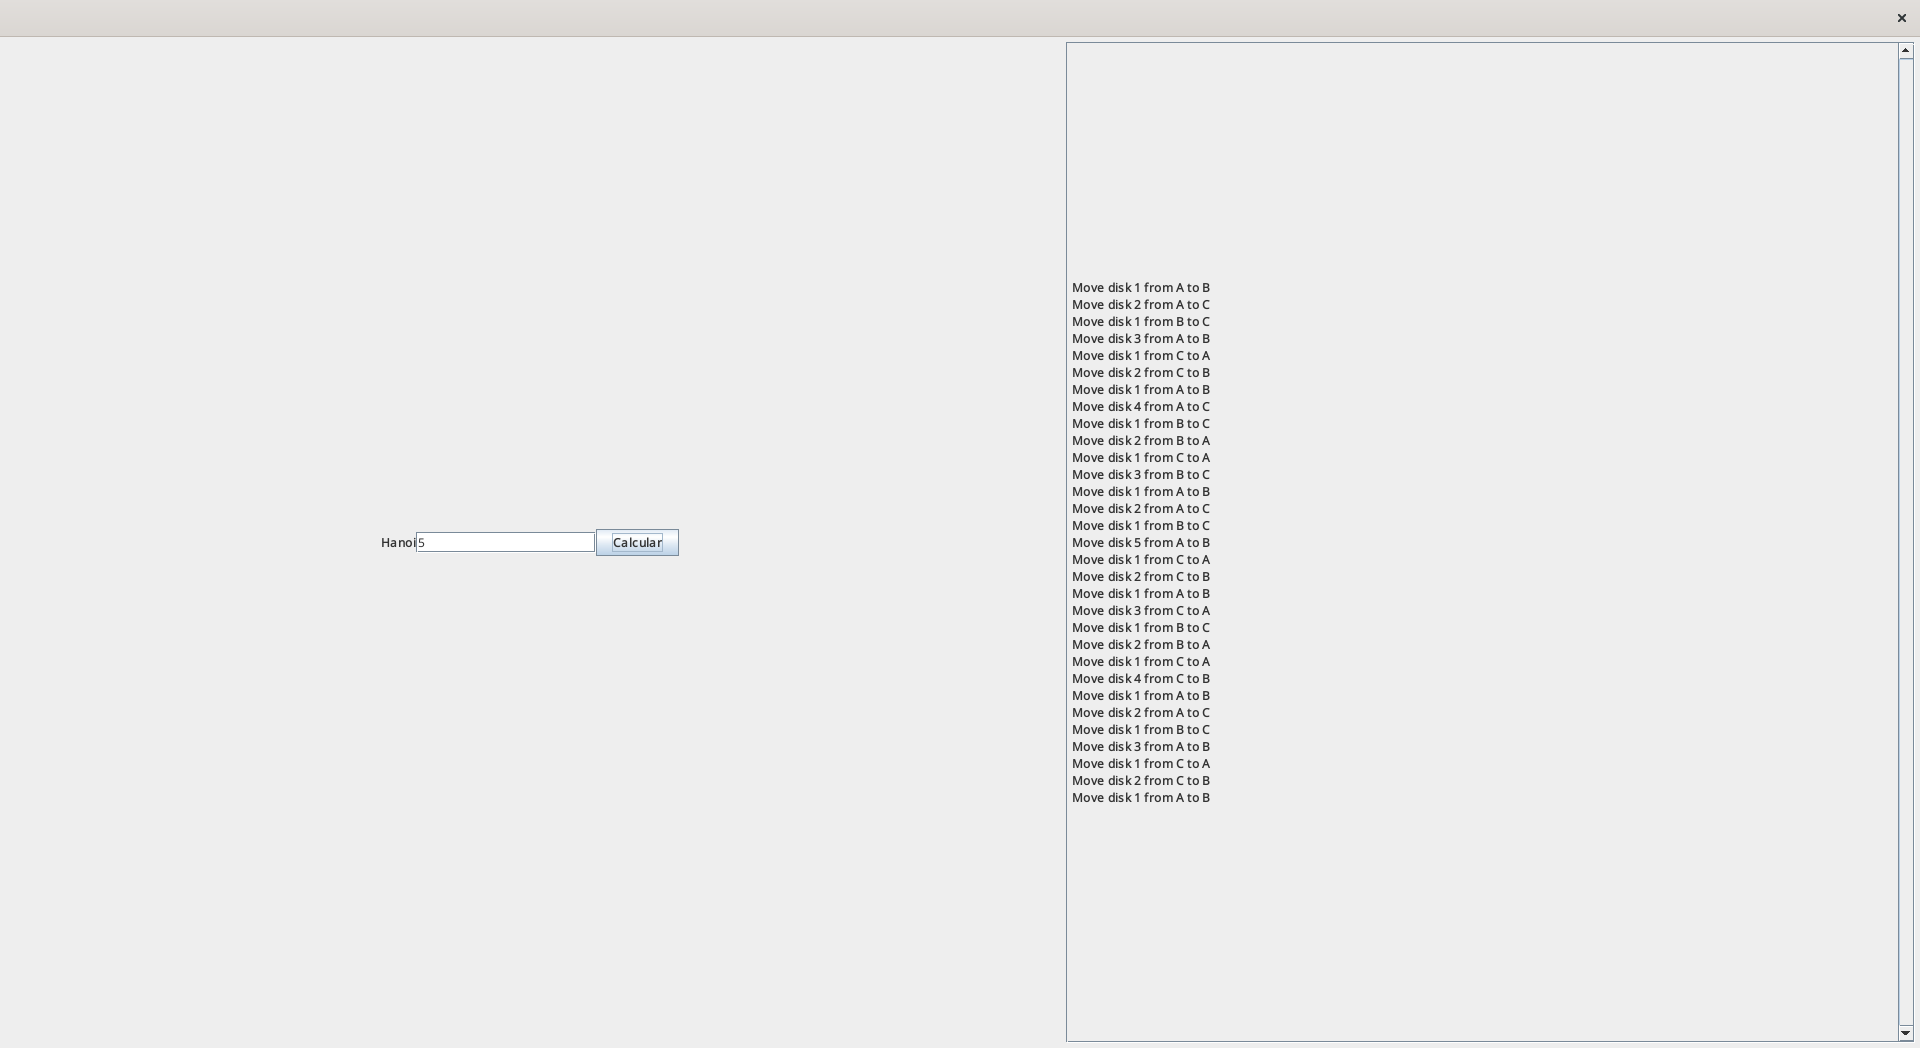 Hanoi 5 Calcular
Move disk 1 from A to B
Move disk 2 from A to C
Move disk 1 from B to C
Move disk 3 from A to B
Move disk 1 from C to A
Move disk 2 from C to B
Move disk 1 from A to B
Move disk 4 from A to C
Move disk 1 from B to C
Move disk 2 from B to A
Move disk 1 from C to A
Move disk 3 from B to C
Move disk 1 from A to B
Move disk 2 from A to C
Move disk 1 from B to C
Move disk 5 from A to B
Move disk 1 from C to A
Move disk 2 from C to B
Move disk 1 from A to B
Move disk 3 from C to A
Move disk 1 from B to C
Move disk 2 from B to A
Move disk 1 from C to A
Move disk 4 from C to B
Move disk 1 from A to B
Move disk 2 from A to C
Move disk 1 from B to C
Move disk 3 from A to B
Move disk 1 from C to A
Move disk 2 from C to B
Move disk 1 from A to B